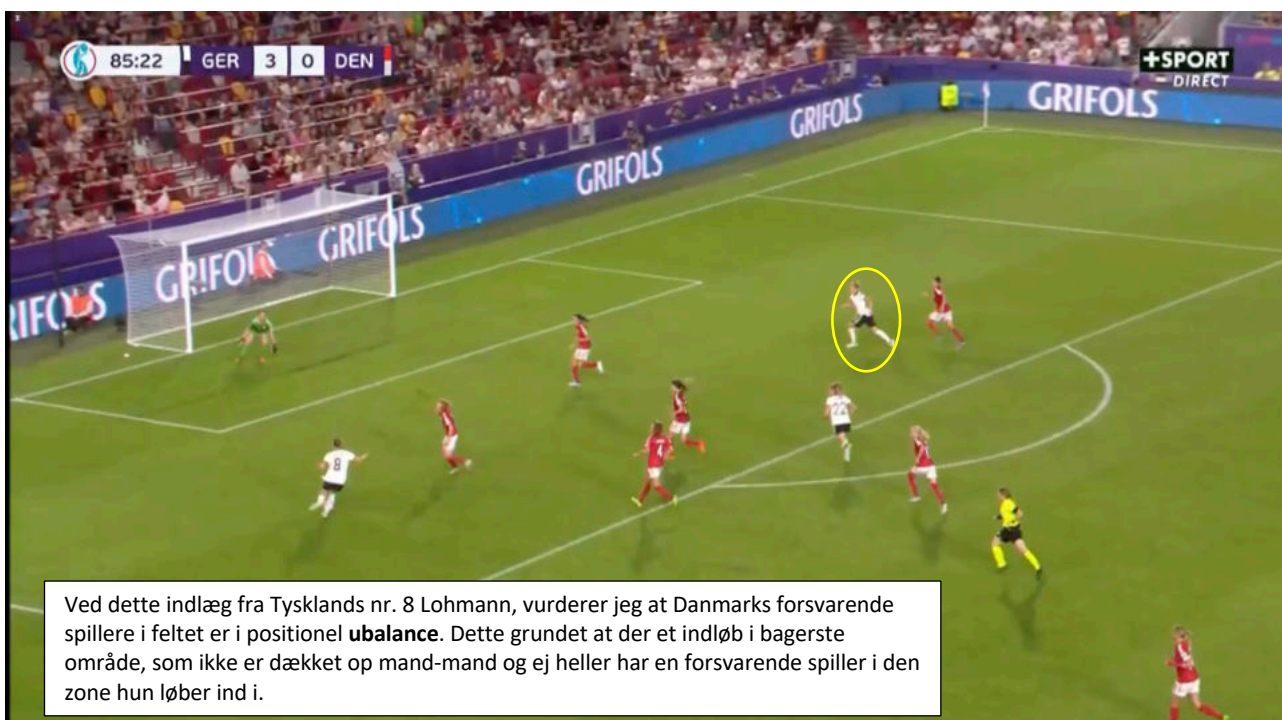 85:22 GER 3 0 DEN
+SPORT
DIRECT
GRIFOLS
GRIFOLS
GRIFOLS
GRIFOLS
GRIFOLS
8
4
22
Ved dette indlæg fra Tysklands nr. 8 Lohmann, vurderer jeg at Danmarks forsvarende
spillere i feltet er i positionel ubalance. Dette grundet at der et indløb i bagerste
område, som ikke er dækket op mand-mand og ej heller har en forsvarende spiller i den
zone hun løber ind i.